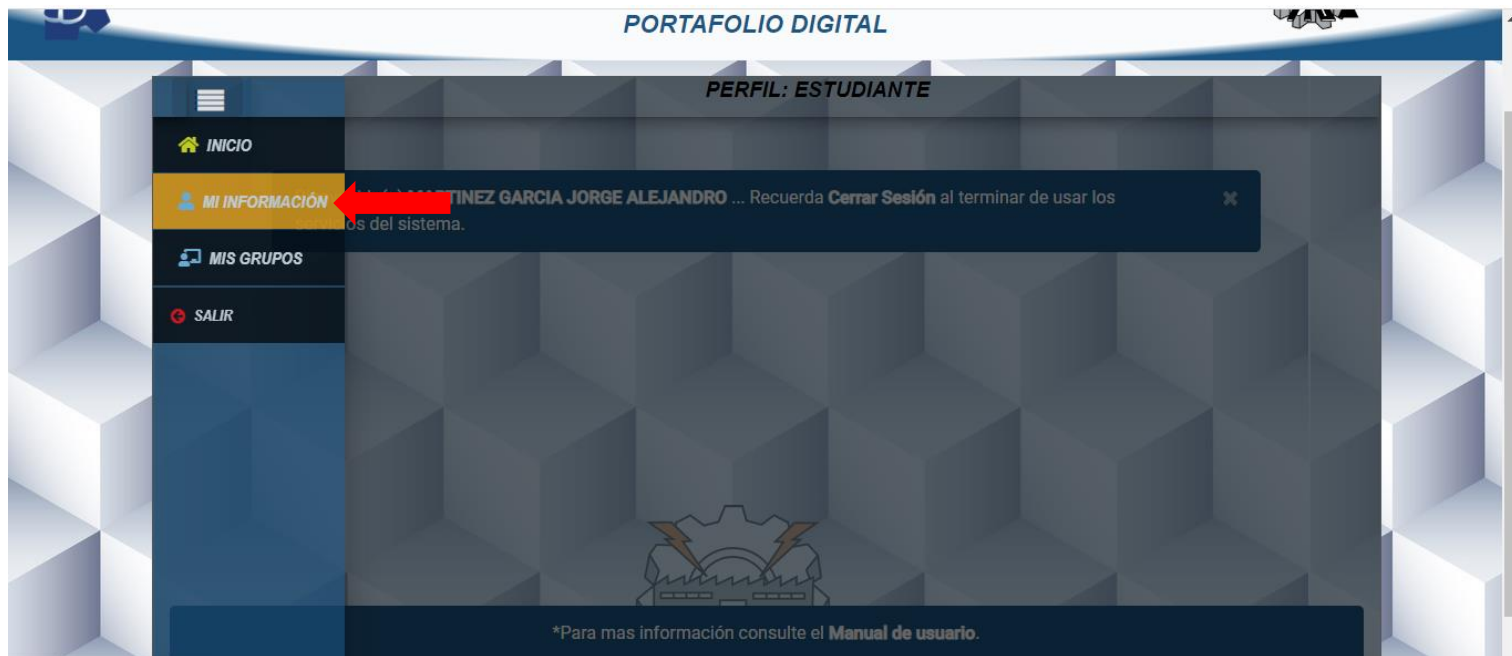 PORTAFOLIO DIGITAL
PERFIL: ESTUDIANTE
INICIO
MI INFORMACIÓN
MIS GRUPOS
SALIR
TINEZ GARCIA JORGE ALEJANDRO ... Recuerda Cerrar Sesión al terminar de usar los
servicios del sistema.
*Para mas información consulte el Manual de usuario.